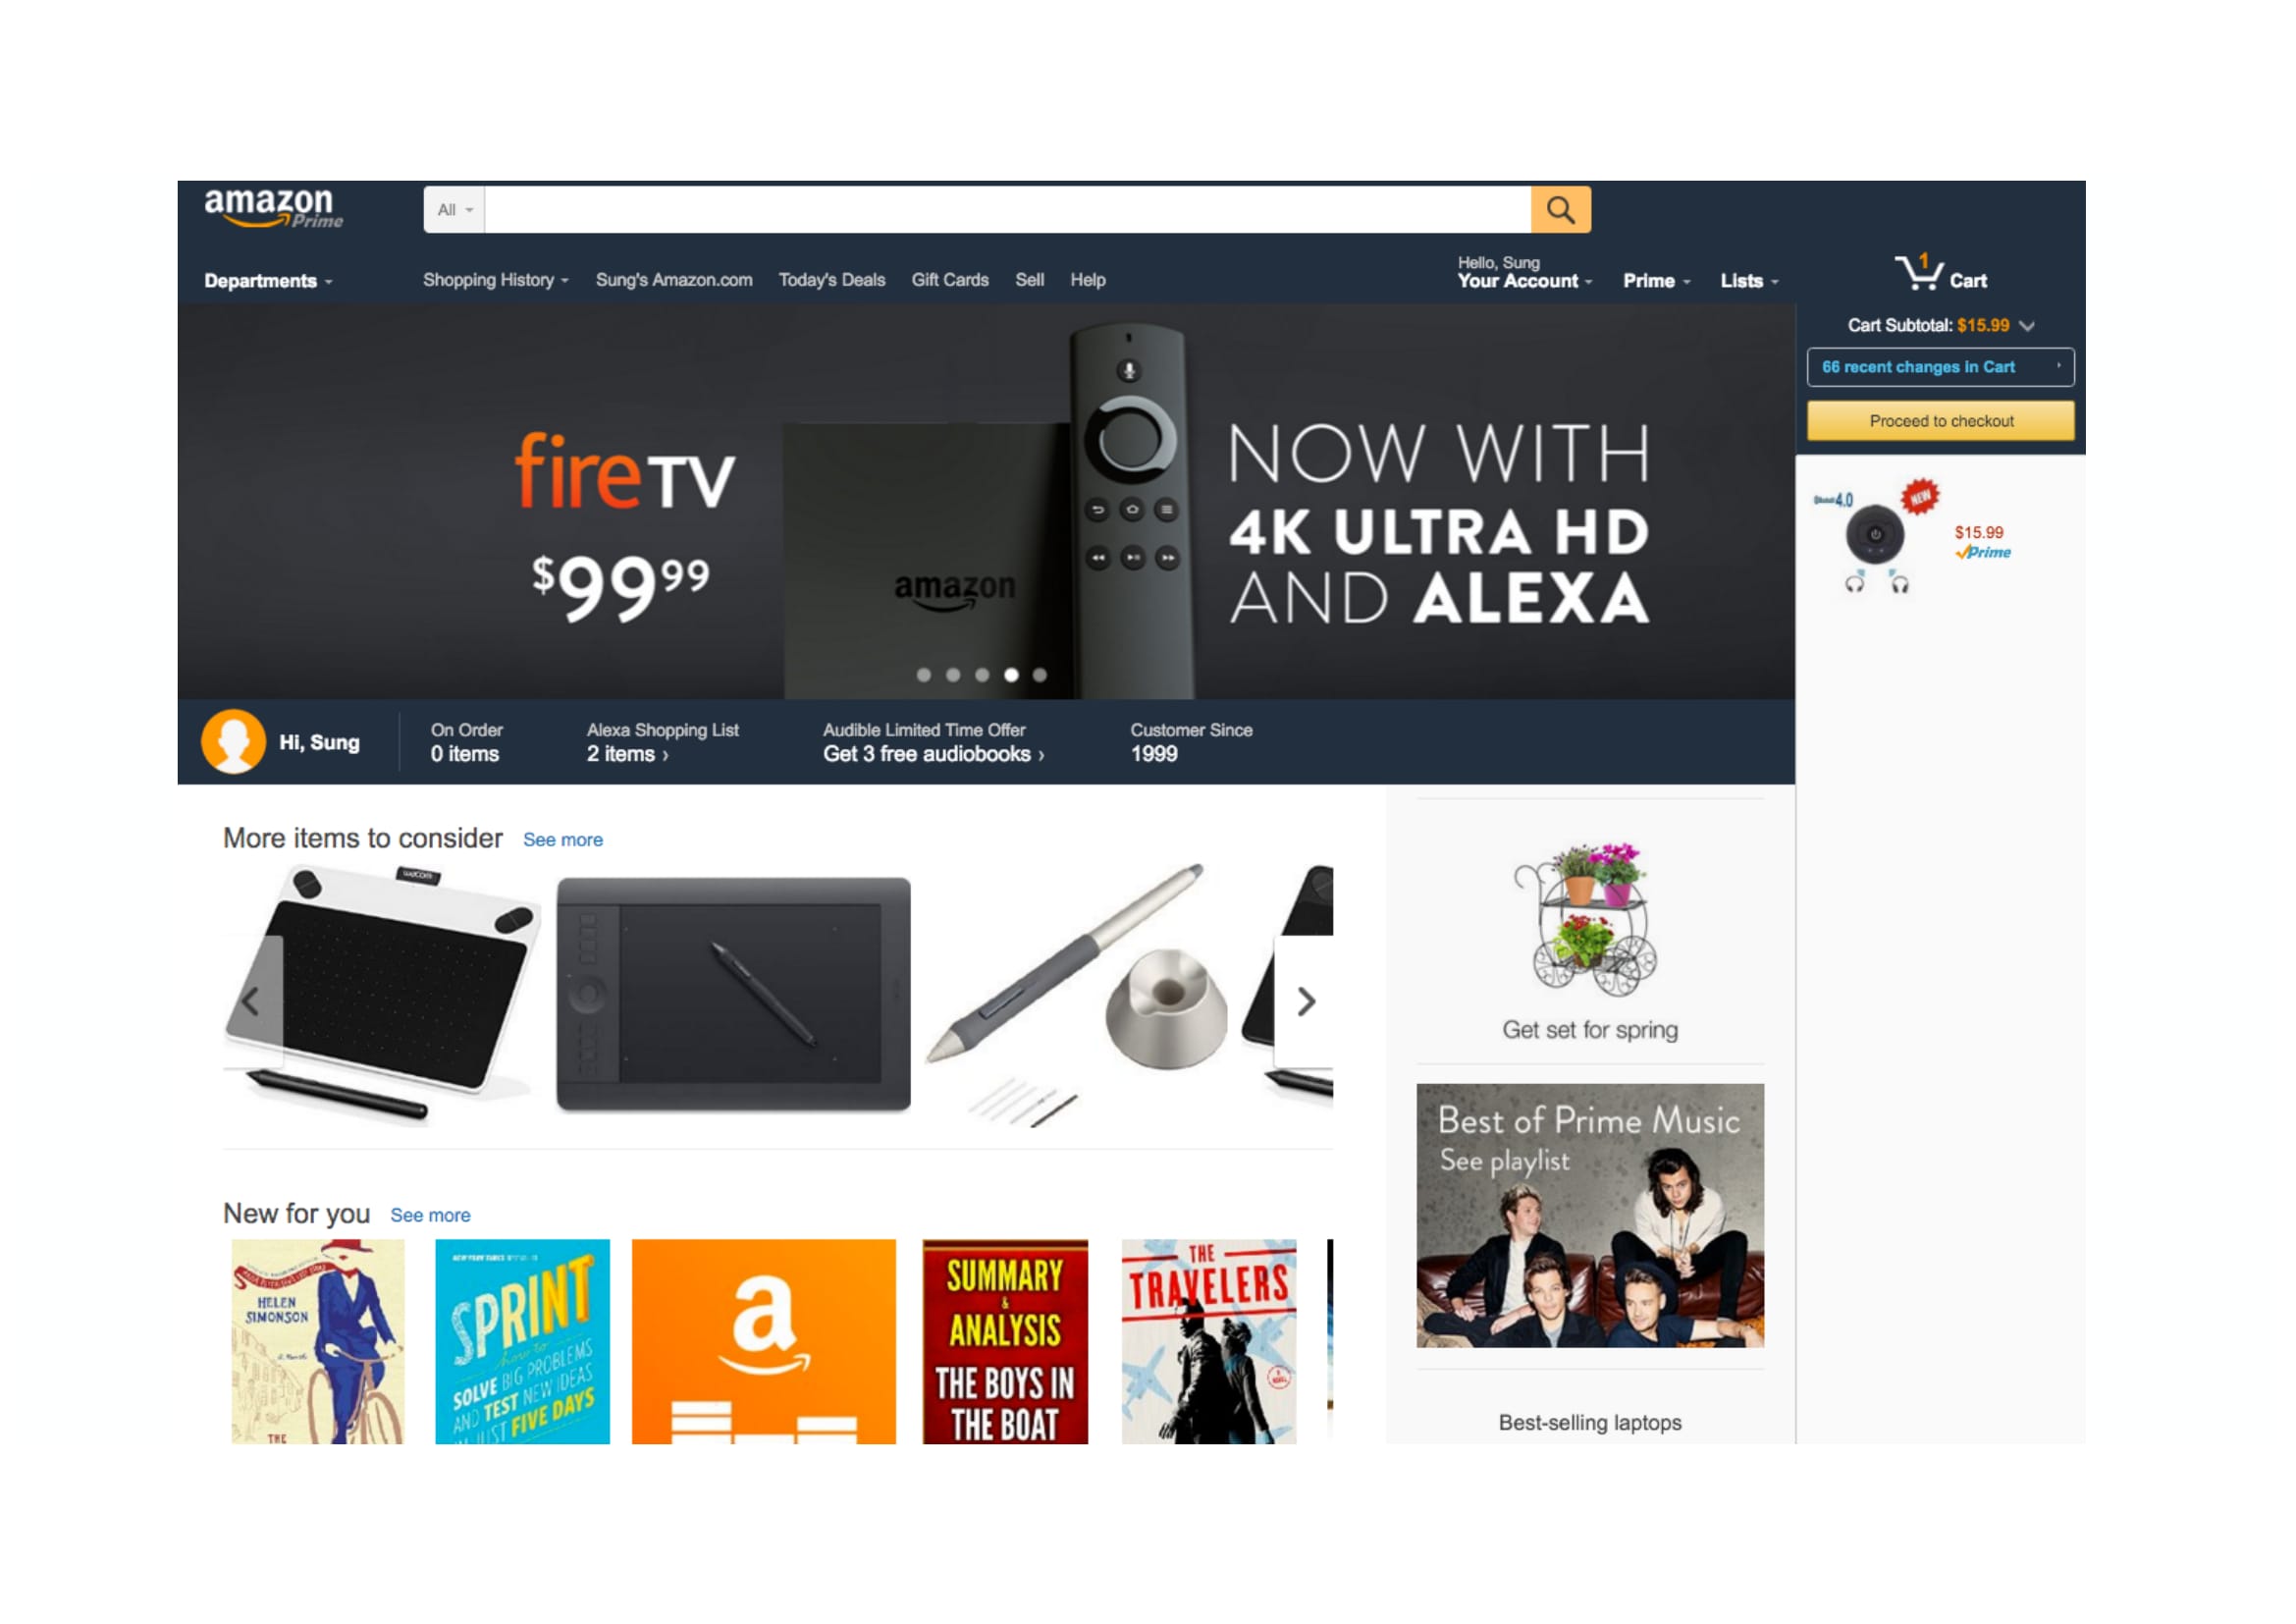 amazon
Prime
All
Departments
Shopping History
Sung's Amazon.com
Today's Deals
Gift Cards
Sell
Help
Hello, Sung
Your Account
Prime
Lists
1
Cart
Cart Subtotal: $15.99
66 recent changes in Cart
Proceed to checkout
4.0
NEW
$15.99
Prime
fireTV
$99.99
amazon
NOW WITH
4K ULTRA HD
AND ALEXA
Hi, Sung
On Order
0 items
Alexa Shopping List
2 items ›
Audible Limited Time Offer
Get 3 free audiobooks ›
Customer Since
1999
More items to consider
See more
wacom
Get set for spring
Best of Prime Music
See playlist
New for you
See more
HELEN
SIMONSON
THE
SPRINT
how to
SOLVE BIG PROBLEMS
AND TEST NEW IDEAS
IN JUST FIVE DAYS
a
SUMMARY
&
ANALYSIS
THE BOYS IN
THE BOAT
THE
TRAVELERS
Best-selling laptops